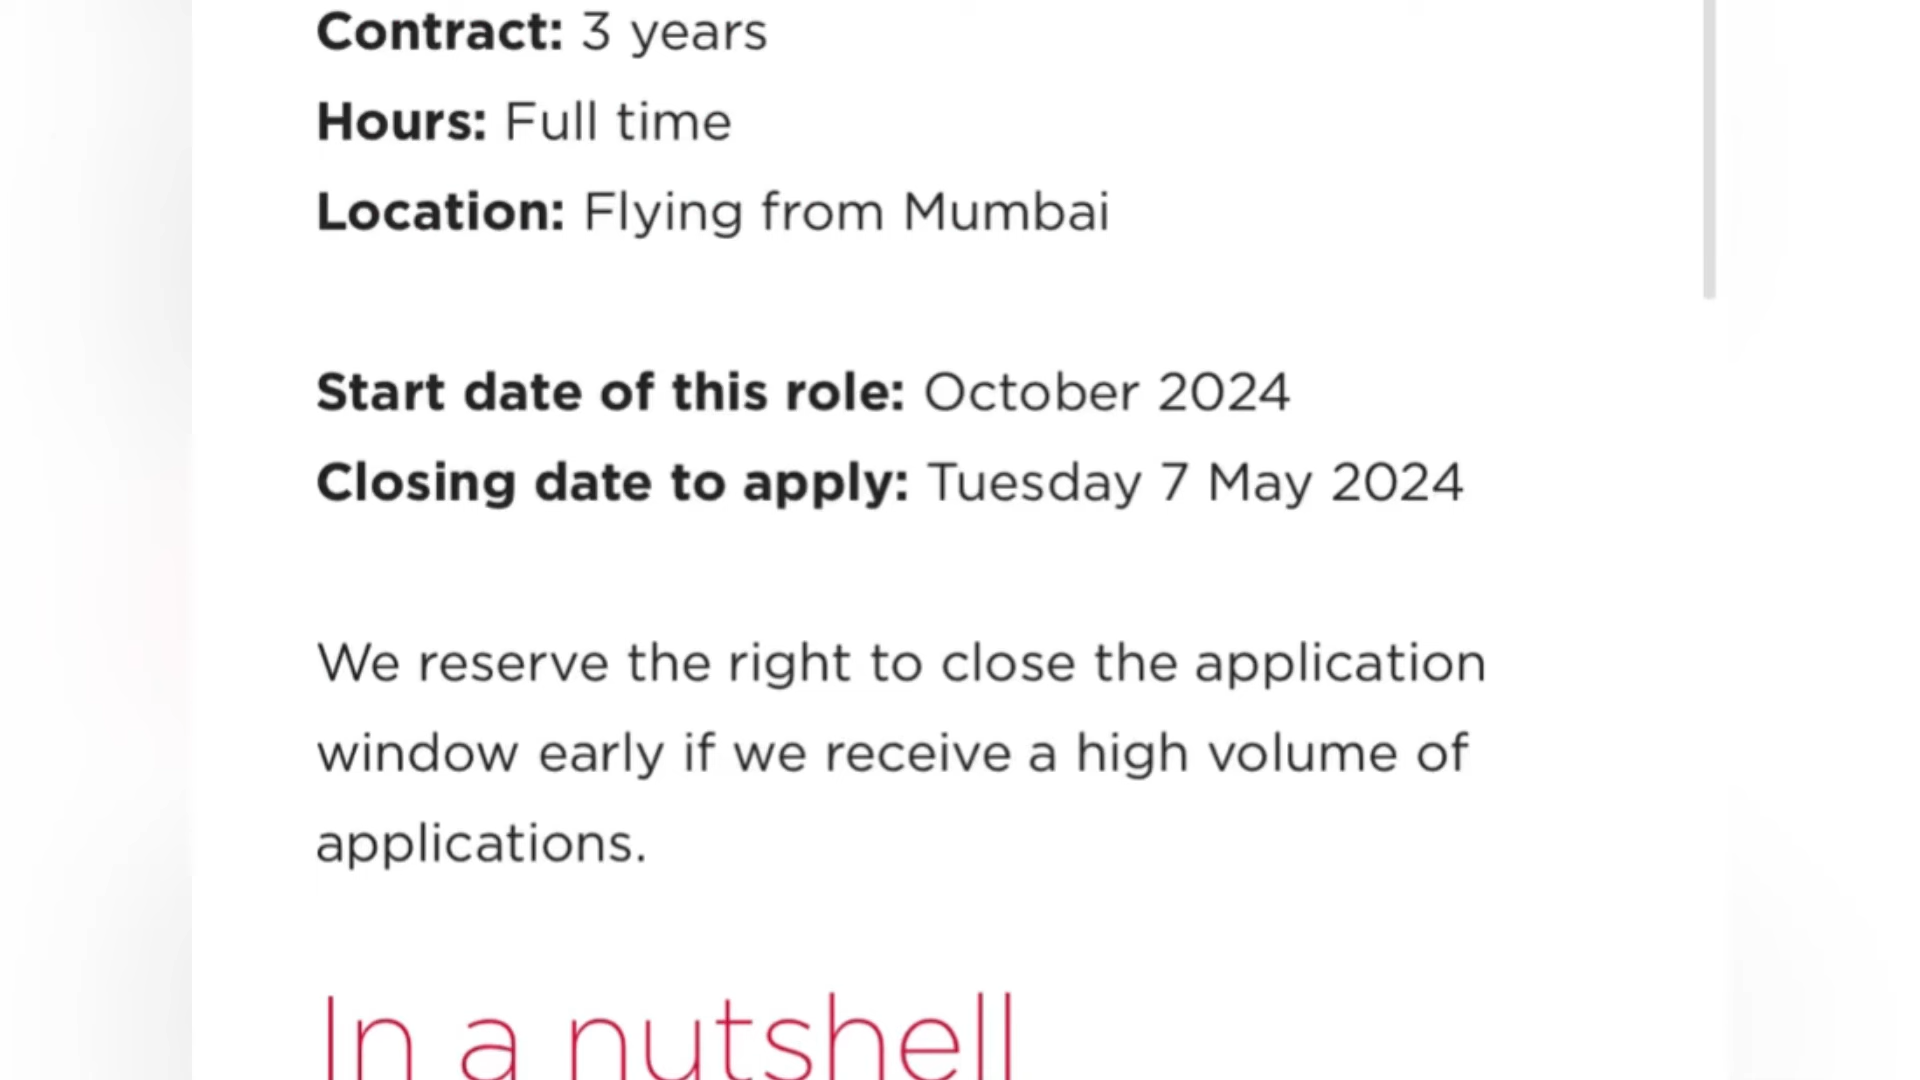 Contract: 3 years
Hours: Full time
Location: Flying from Mumbai
Start date of this role: October 2024
Closing date to apply: Tuesday 7 May 2024
We reserve the right to close the application
window early if we receive a high volume of
applications.
In a nutshell